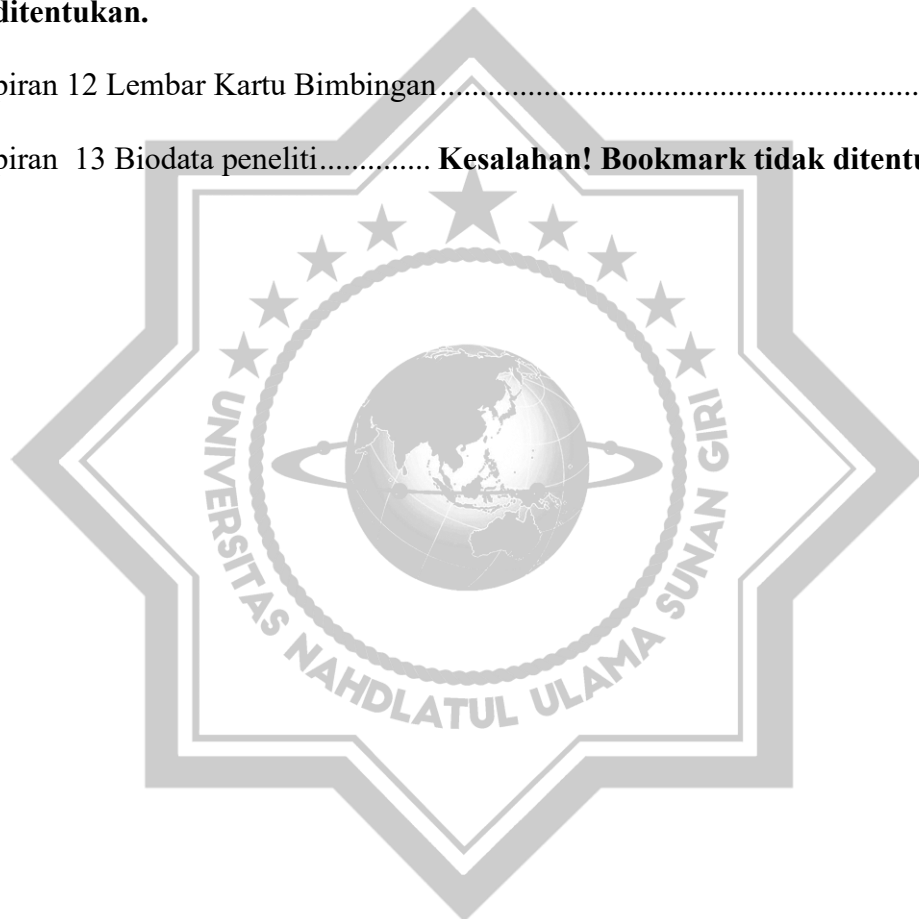 ditentukan.
piran 12 Lembar Kartu Bimbingan.......................................................
piran  13 Biodata peneliti.............. Kesalahan! Bookmark tidak ditentu
UNIVERSITAS NAHDLATUL ULAMA SUNAN GIRI